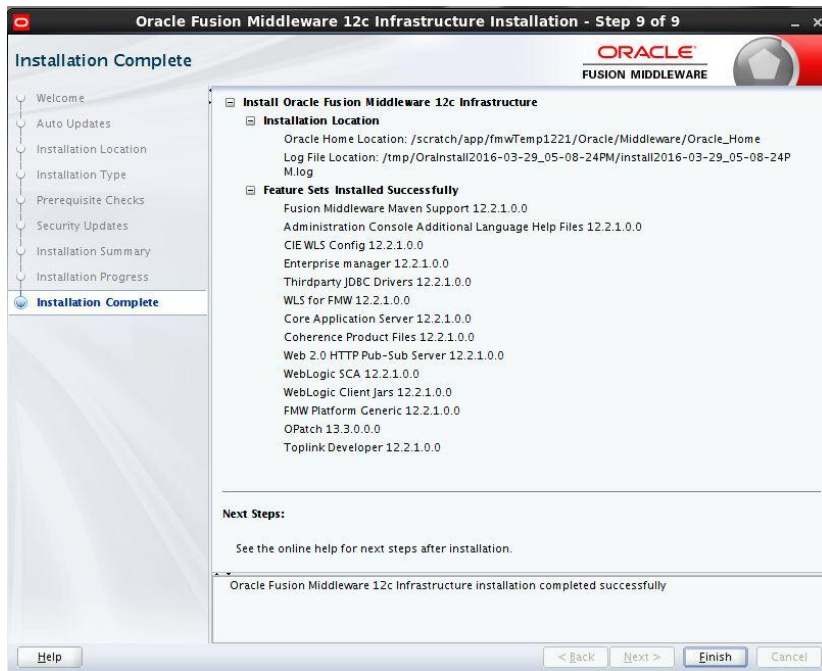 Oracle Fusion Middleware 12c Infrastructure Installation - Step 9 of 9
Installation Complete
ORACLE
FUSION MIDDLEWARE
Welcome
Auto Updates
Installation Location
Installation Type
Prerequisite Checks
Security Updates
Installation Summary
Installation Progress
Installation Complete
Install Oracle Fusion Middleware 12c Infrastructure
Installation Location
Oracle Home Location: /scratch/app/fmwTemp1221/Oracle/Middleware/Oracle_Home
Log File Location: /tmp/OraInstall2016-03-29_05-08-24PM/install2016-03-29_05-08-24P
M.log
Feature Sets Installed Successfully
Fusion Middleware Maven Support 12.2.1.0.0
Administration Console Additional Language Help Files 12.2.1.0.0
CIE WLS Config 12.2.1.0.0
Enterprise manager 12.2.1.0.0
Thirdparty JDBC Drivers 12.2.1.0.0
WLS for FMW 12.2.1.0.0
Core Application Server 12.2.1.0.0
Coherence Product Files 12.2.1.0.0
Web 2.0 HTTP Pub-Sub Server 12.2.1.0.0
WebLogic SCA 12.2.1.0.0
WebLogic Client Jars 12.2.1.0.0
FMW Platform Generic 12.2.1.0.0
OPatch 13.3.0.0.0
Toplink Developer 12.2.1.0.0
Next Steps:
See the online help for next steps after installation.
Oracle Fusion Middleware 12c Infrastructure installation completed successfully
Help
< Back
Next >
Finish
Cancel